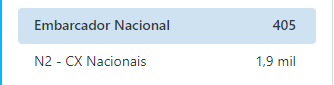 Embarcador Nacional 405
N2 - CX Nacionais 1,9 mil